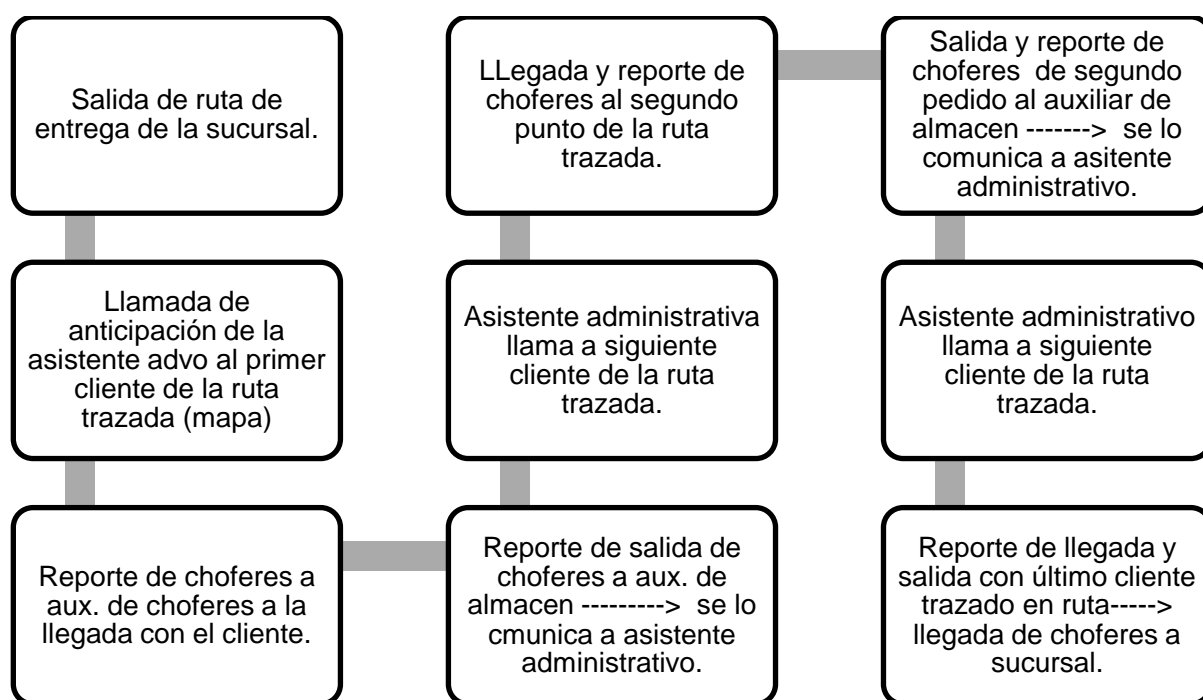 Salida de ruta de
entrega de la sucursal.
Llamada de
anticipación de la
asistente advo al primer
cliente de la ruta
trazada (mapa)
Reporte de choferes a
aux. de choferes a la
llegada con el cliente.
Reporte de salida de
choferes a aux. de
almacen ---------> se lo
cmunica a asistente
administrativo.
Asistente administrativa
llama a siguiente
cliente de la ruta
trazada.
LLegada y reporte de
choferes al segundo
punto de la ruta
trazada.
Salida y reporte de
choferes de segundo
pedido al auxiliar de
almacen -------> se lo
comunica a asitente
administrativo.
Asistente administrativo
llama a siguiente
cliente de la ruta
trazada.
Reporte de llegada y
salida con último cliente
trazado en ruta----->
llegada de choferes a
sucursal.